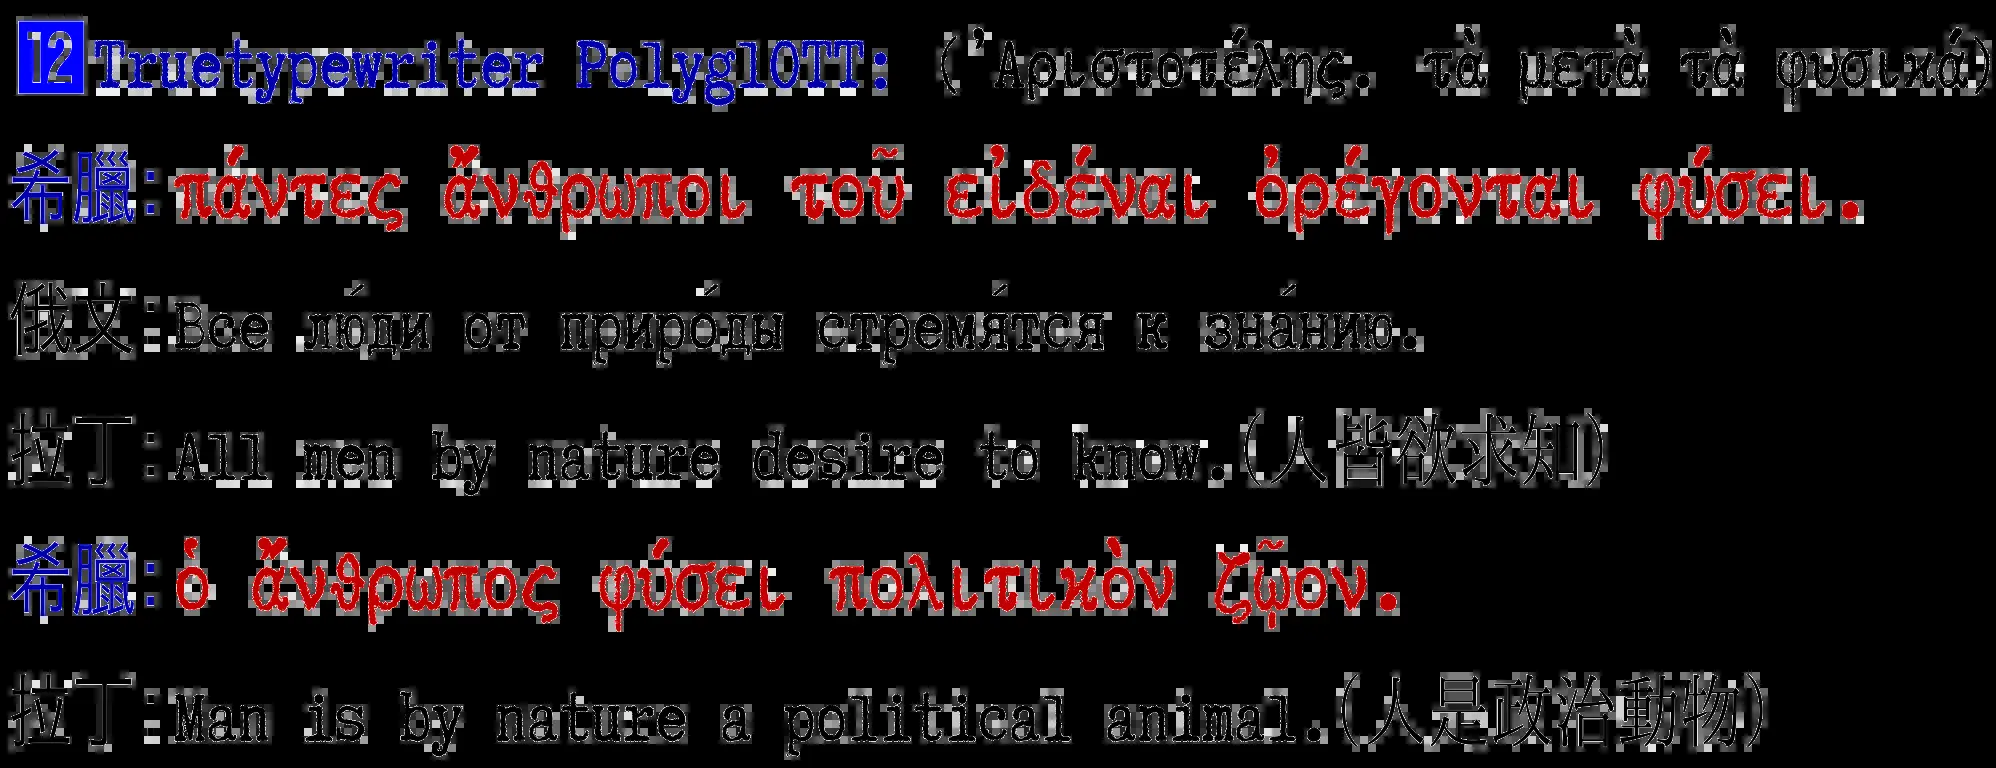 12 Truetypewriter PolyglOTT: (Ἀριστοτέλης. τὰ μετὰ τὰ φυσικά)
希臘:πάντες ἄνθρωποι τοῦ εἰδέναι ὀρέγονται φύσει.
俄文:Все лю́ди от приро́ды стремя́тся к зна́нию.
拉丁:All men by nature desire to know.(人皆欲求知)
希臘:ὁ ἄνθρωπος φύσει πολιτικὸν ζῷον.
拉丁:Man is by nature a political animal.(人是政治動物)